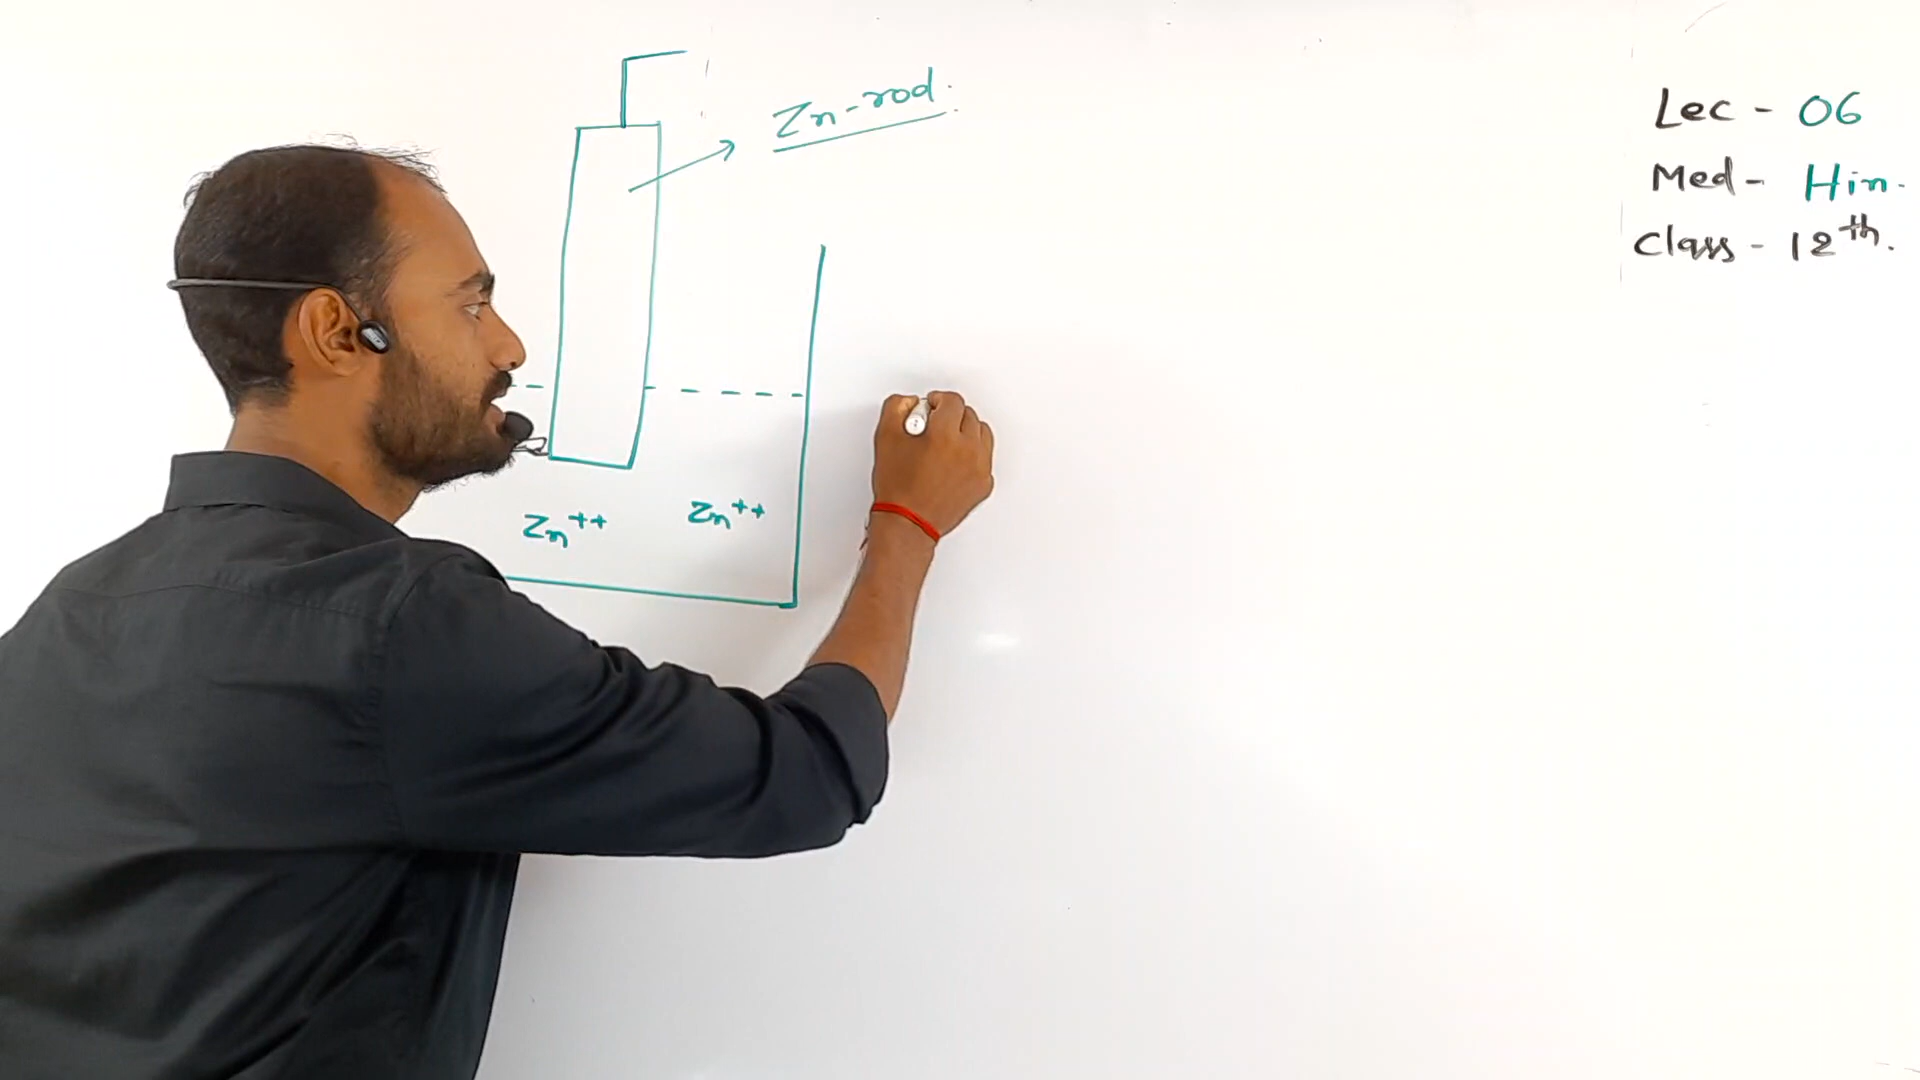 Zn-rod.
Zn++
Zn++
Lec - 06
Med - Hin.
Class - 12th.